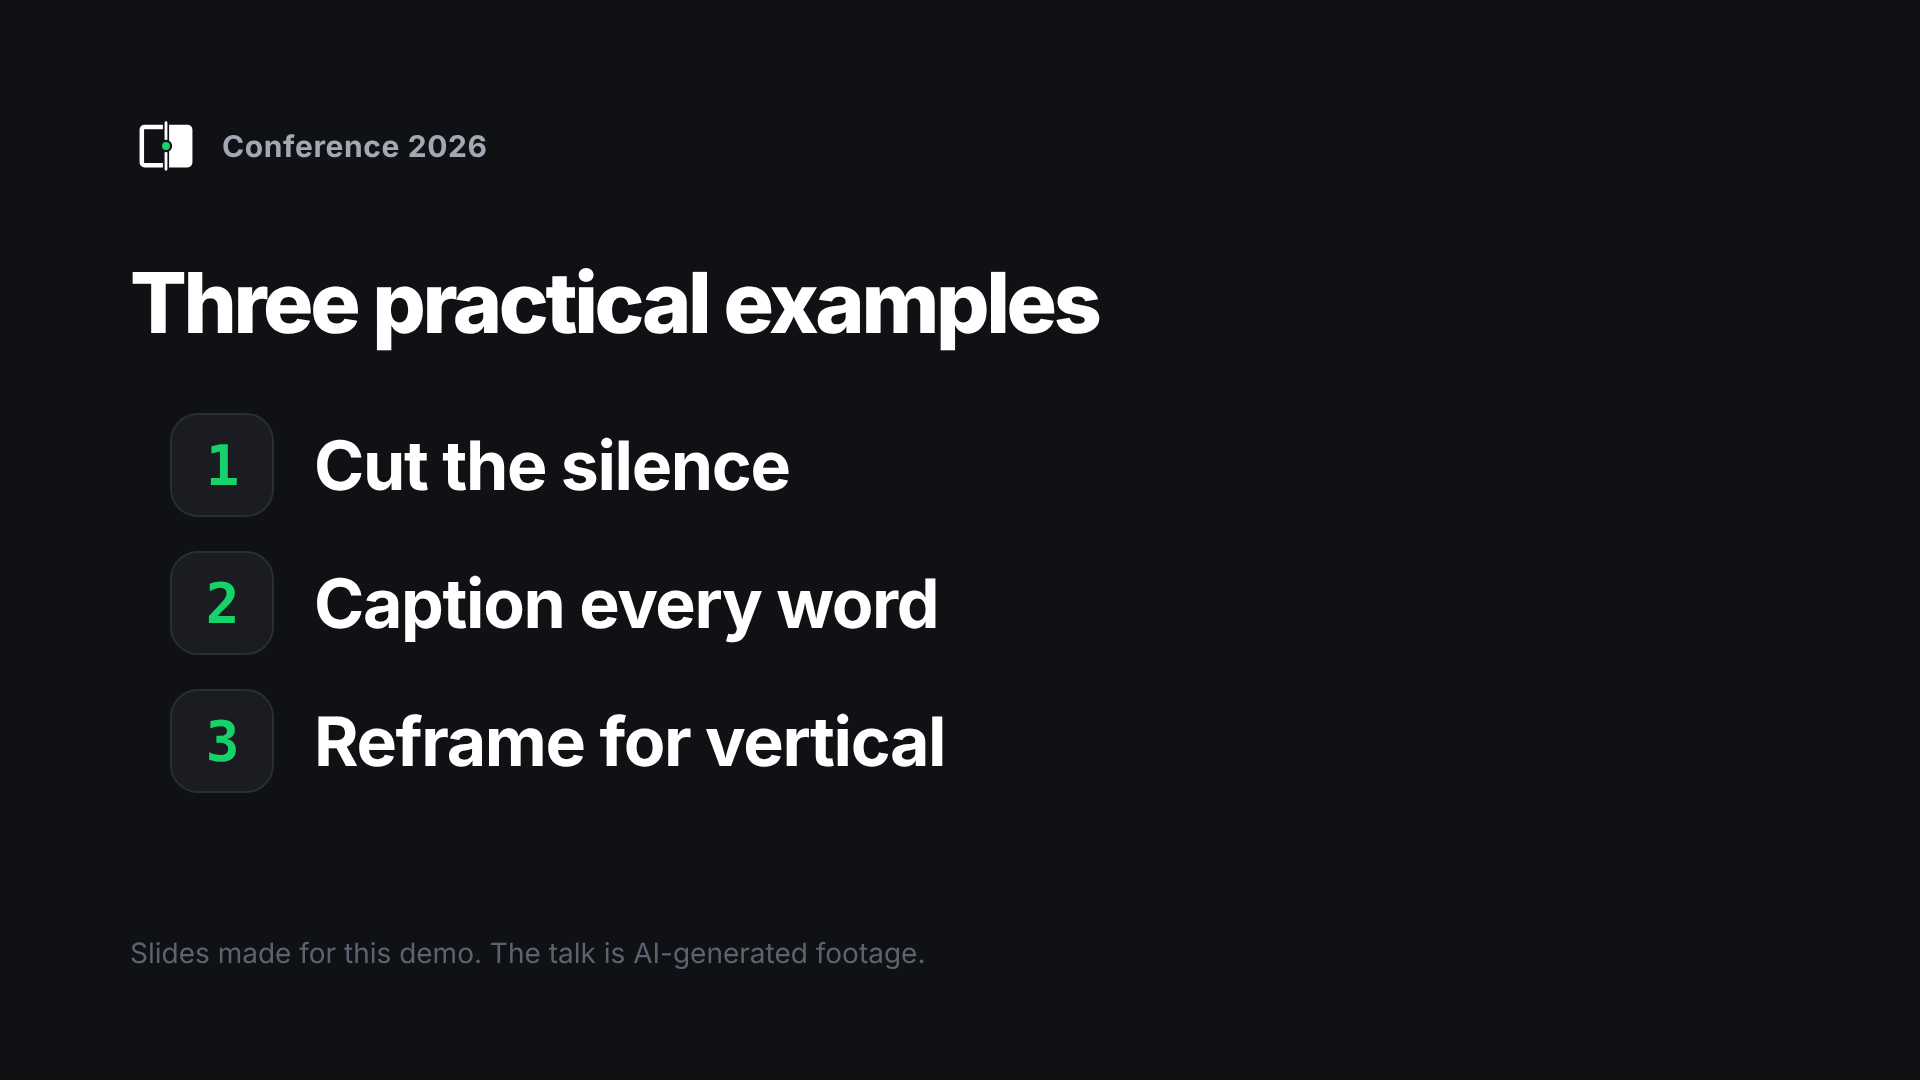 Conference 2026
Three practical examples
1 Cut the silence
2 Caption every word
3 Reframe for vertical
Slides made for this demo. The talk is AI-generated footage.